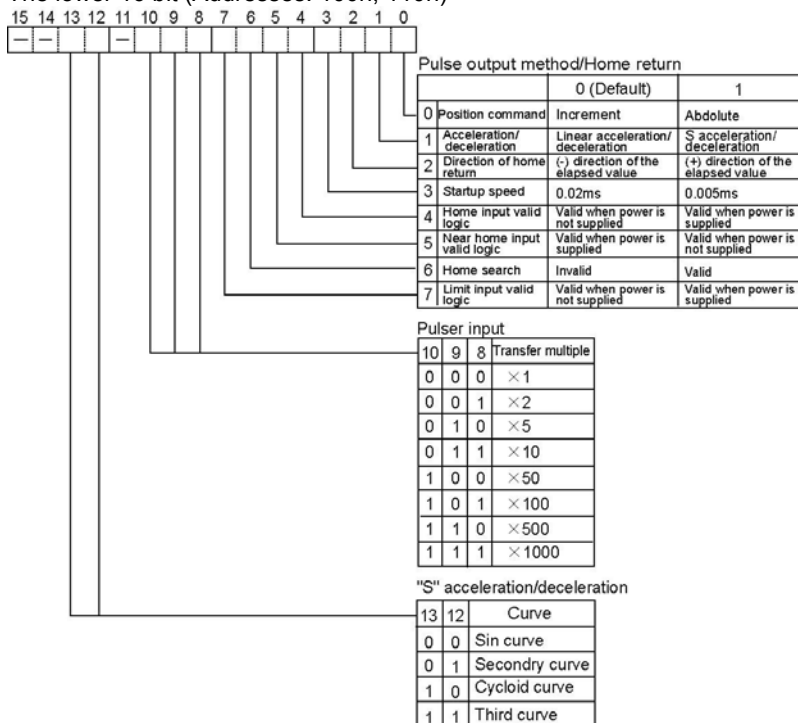 15 14 13 12 11 10 9 8 7 6 5 4 3 2 1 0
— — —
Pulse output method/Home return
0 (Default) 1
0 Position command Increment Abdolute
1 Acceleration/ deceleration Linear acceleration/ deceleration S acceleration/ deceleration
2 Direction of home return (-) direction of the elapsed value (+) direction of the elapsed value
3 Startup speed 0.02ms 0.005ms
4 Home input valid logic Valid when power is not supplied Valid when power is supplied
5 Near home input valid logic Valid when power is supplied Valid when power is not supplied
6 Home search Invalid Valid
7 Limit input valid logic Valid when power is not supplied Valid when power is supplied
Pulser input
10 9 8 Transfer multiple
0 0 0 ×1
0 0 1 ×2
0 1 0 ×5
0 1 1 ×10
1 0 0 ×50
1 0 1 ×100
1 1 0 ×500
1 1 1 ×1000
"S" acceleration/deceleration
13 12 Curve
0 0 Sin curve
0 1 Secondry curve
1 0 Cycloid curve
1 1 Third curve